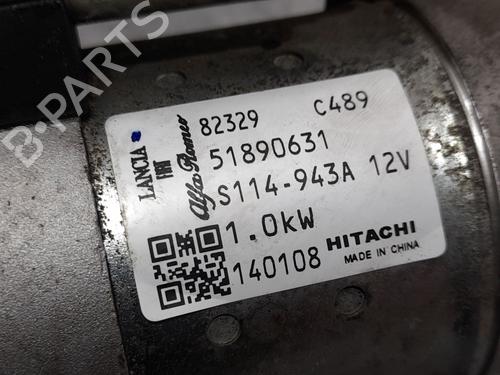 B-PARTS
LANCIA
FIAT
Alfa Romeo
82329 C489
51890631
S114-943A 12V
1.0kW
140108 HITACHI
MADE IN CHINA